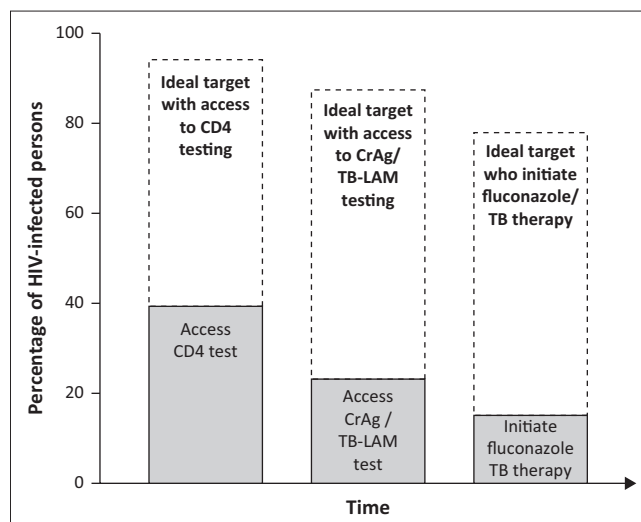 100
80
60
40
20
0
Percentage of HIV-infected persons
Ideal target
with access
to CD4
testing
Access
CD4 test
Ideal target
with access
to CrAg/
TB-LAM
testing
Access
CrAg /
TB-LAM
test
Ideal target
who initiate
fluconazole/
TB therapy
Initiate
fluconazole
TB therapy
Time